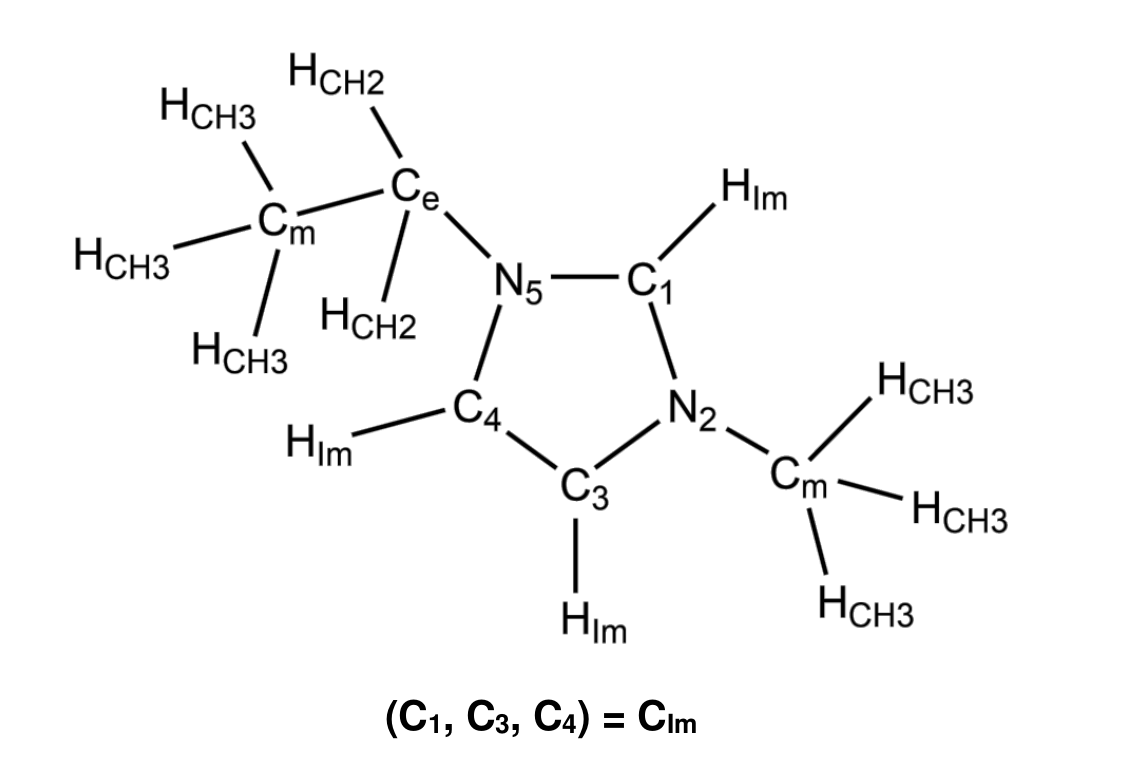 HCH2
HCH3
Ce
HIm
Cm
HCH3
N5
C1
HCH2
HCH3
HCH3
C4
N2
HIm
Cm
C3
HCH3
HCH3
HIm
(C1, C3, C4) = CIm